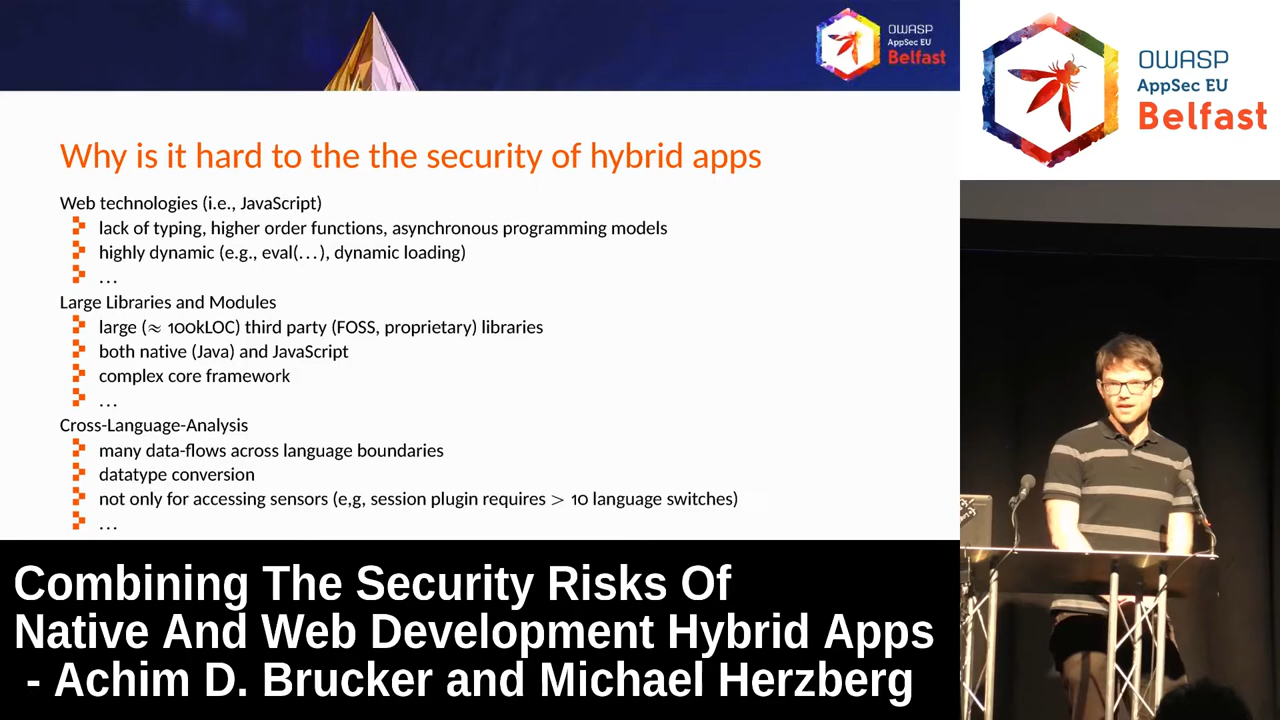 OWASP
AppSec EU
Belfast
OWASP
AppSec EU
Belfast
Why is it hard to the the security of hybrid apps
Web technologies (i.e., JavaScript)
lack of typing, higher order functions, asynchronous programming models
highly dynamic (e.g., eval(...), dynamic loading)
...
Large Libraries and Modules
large (≈ 100kLOC) third party (FOSS, proprietary) libraries
both native (Java) and JavaScript
complex core framework
...
Cross-Language-Analysis
many data-flows across language boundaries
datatype conversion
not only for accessing sensors (e,g, session plugin requires > 10 language switches)
...
Combining The Security Risks Of
Native And Web Development Hybrid Apps
- Achim D. Brucker and Michael Herzberg